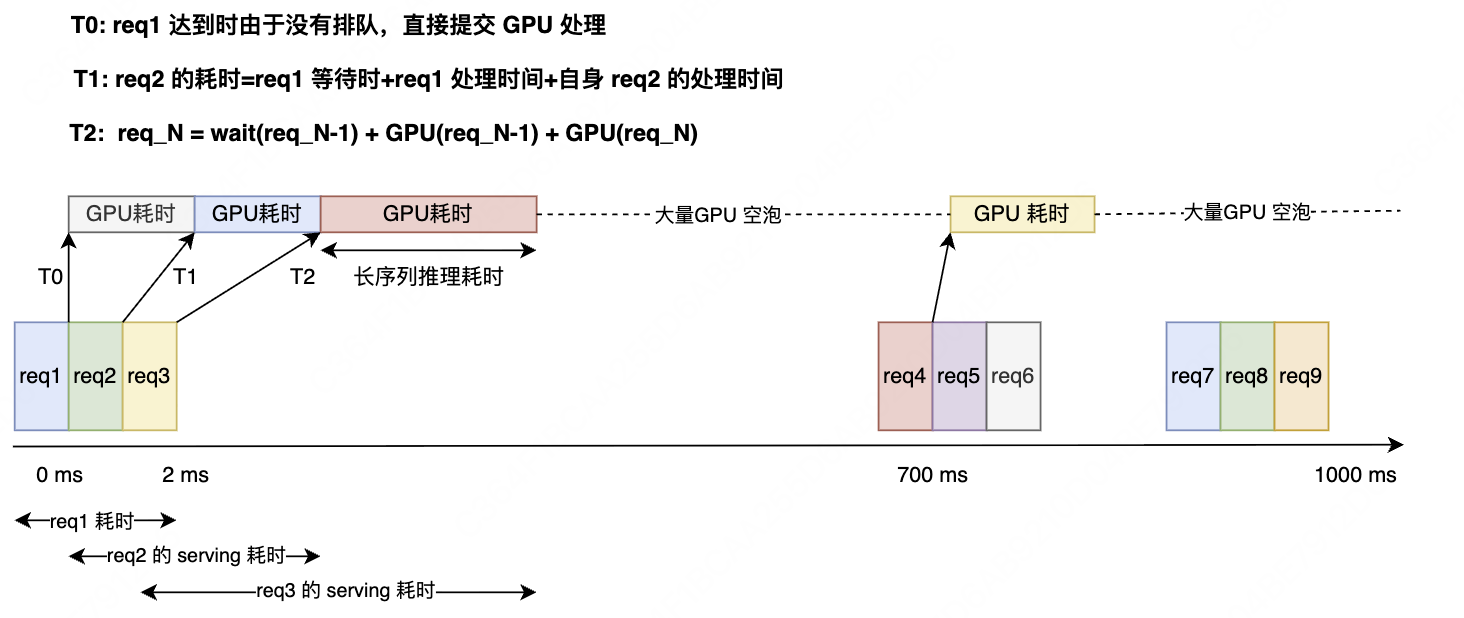 T0: req1 达到时由于没有排队，直接提交 GPU 处理
T1: req2 的耗时=req1 等待时+req1 处理时间+自身 req2 的处理时间
T2: req_N = wait(req_N-1) + GPU(req_N-1) + GPU(req_N)
GPU耗时
GPU耗时
GPU耗时
大量GPU 空泡
GPU 耗时
大量GPU 空泡
T0
T1
T2
长序列推理耗时
req1
req2
req3
req4
req5
req6
req7
req8
req9
0 ms
2 ms
700 ms
1000 ms
req1 耗时
req2 的 serving 耗时
req3 的 serving 耗时